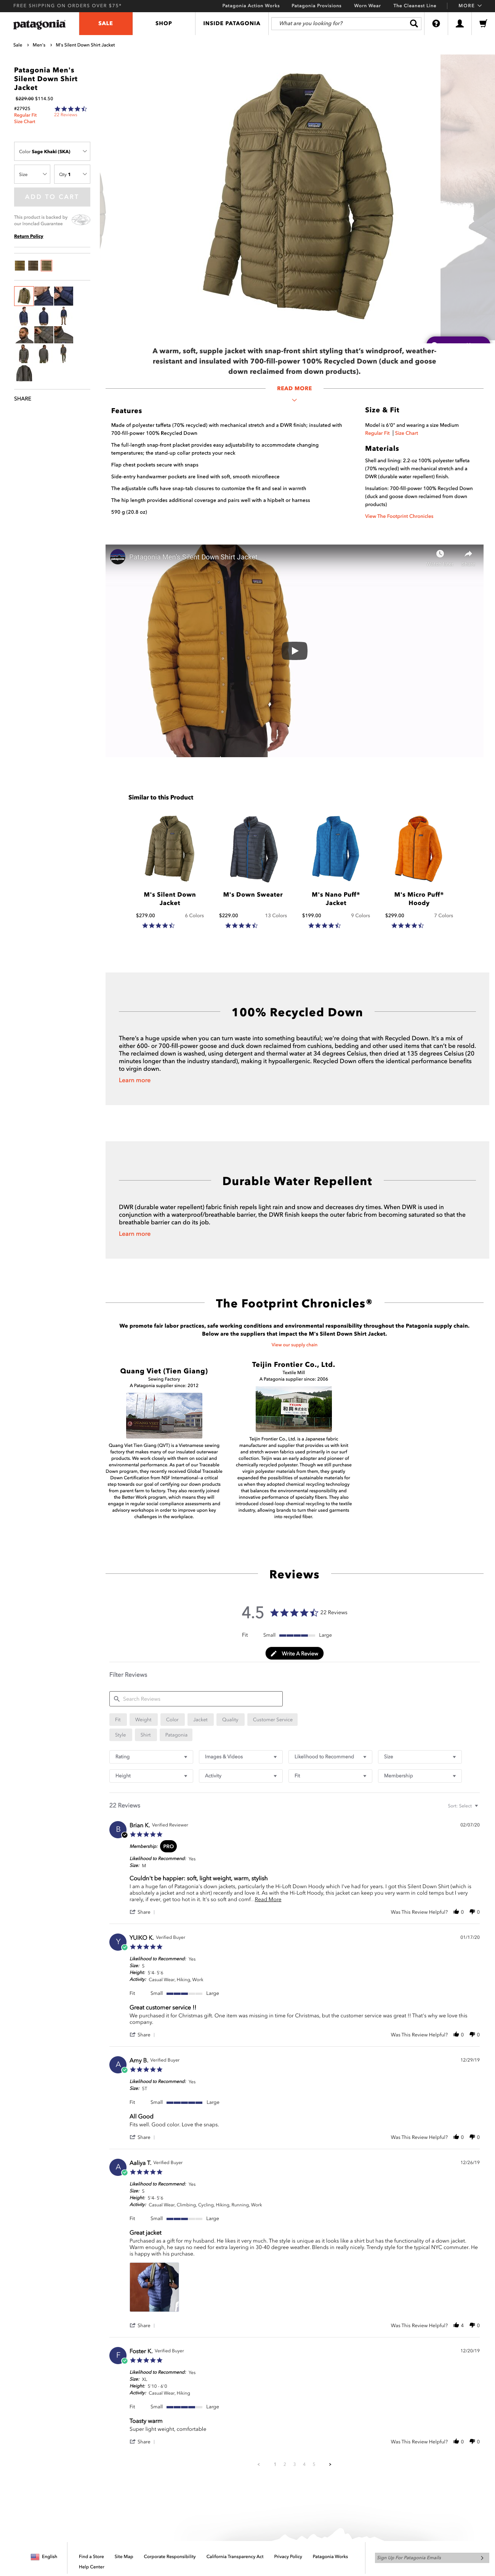 FREE SHIPPING ON ORDERS OVER $75*
Patagonia Action Works
Patagonia Provisions
Worn Wear
The Cleanest Line
MORE
patagonia
SALE
SHOP
INSIDE PATAGONIA
What are you looking for?
Sale > Men's > M's Silent Down Shirt Jacket
Patagonia Men's
Silent Down Shirt
Jacket
$229.00 $114.50
#27925
22 Reviews
Regular Fit
Size Chart
Color Sage Khaki (SKA)
Size
Qty 1
ADD TO CART
This product is backed by
our Ironclad Guarantee
Return Policy
SHARE
A warm, soft, supple jacket with snap-front shirt styling that's windproof, weather-
resistant and insulated with 700-fill-power 100% Recycled Down (duck and goose
down reclaimed from down products).
READ MORE
Features
Made of polyester taffeta (70% recycled) with mechanical stretch and a DWR finish; insulated with
700-fill-power 100% Recycled Down
The full-length snap-front placket provides easy adjustability to accommodate changing
temperatures; the stand-up collar protects your neck
Flap chest pockets secure with snaps
Side-entry handwarmer pockets are lined with soft, smooth microfleece
The adjustable cuffs have snap-tab closures to customize the fit and seal in warmth
The hip length provides additional coverage and pairs well with a hipbelt or harness
590 g (20.8 oz)
Size & Fit
Model is 6'0" and wearing a size Medium
Regular Fit | Size Chart
Materials
Shell and lining: 2.2-oz 100% polyester taffeta
(70% recycled) with mechanical stretch and a
DWR (durable water repellent) finish.
Insulation: 700-fill-power 100% Recycled Down
(duck and goose down reclaimed from down
products)
View The Footprint Chronicles
Patagonia Men's Silent Down Shirt Jacket
Similar to this Product
M's Silent Down
Jacket
$279.00
6 Colors
M's Down Sweater
$229.00
13 Colors
M's Nano Puff®
Jacket
$199.00
9 Colors
M's Micro Puff®
Hoody
$299.00
7 Colors
100% Recycled Down
There's a huge upside when you can turn waste into something beautiful; we're doing that with Recycled Down. It's a mix of
either 600- or 700-fill-power goose and duck down reclaimed from cushions, bedding and other used items that can't be resold.
The reclaimed down is washed, using detergent and thermal water at 34 degrees Celsius, then dried at 135 degrees Celsius (20
minutes longer than the industry standard), making it hypoallergenic. Recycled Down offers the identical performance benefits
to virgin down.
Learn more
Durable Water Repellent
DWR (durable water repellent) fabric finish repels light rain and snow and decreases dry times. When DWR is used in
conjunction with a waterproof/breathable barrier, the DWR finish keeps the outer fabric from becoming saturated so that the
breathable barrier can do its job.
Learn more
The Footprint Chronicles®
We promote fair labor practices, safe working conditions and environmental responsibility throughout the Patagonia supply chain.
Below are the suppliers that impact the M's Silent Down Shirt Jacket.
View our supply chain
Quang Viet (Tien Giang)
Sewing Factory
A Patagonia supplier since: 2012
Quang Viet Tien Giang (QVT) is a Vietnamese sewing
factory that makes many of our insulated outerwear
products. We work closely with them on social and
environmental performance. As part of our Traceable
Down program, they recently received Global Traceable
Down Certification from NSF International—a critical
step towards our goal of certifying our down products
from parent farm to factory. They also recently joined
the Better Work program, which means they will
engage in regular social compliance assessments and
advisory workshops in order to improve upon key
challenges in the workplace.
Teijin Frontier Co., Ltd.
Textile Mill
A Patagonia supplier since: 2006
Teijin Frontier Co., Ltd. is a Japanese fabric
manufacturer that provides us with knit
and stretch woven fabrics used primarily in our surf
collection. Teijin was an early adopter and pioneer of
chemically recycled polyester. Though we still purchase
virgin polyester materials from them, they greatly
expanded the possibilities of sustainable materials for
us when they adopted chemical recycling technology
that balances the environmental responsibility and
innovative performance of specialty fibers. They also
introduced closed-loop chemical recycling to the textile
industry, allowing us to recycle our customers' garments
into recycled fiber.
Reviews
4.5
22 Reviews
Fit Small Large
Write A Review
Filter Reviews
Search Reviews
Fit
Weight
Color
Jacket
Quality
Customer Service
Style
Shirt
Patagonia
Rating
Images & Videos
Likelihood to Recommend
Size
Height
Activity
Fit
Membership
22 Reviews
Sort: Select
B
Brian K. Verified Reviewer
02/07/20
Membership: PRO
Likelihood to Recommend: Yes
Size: M
Couldn't be happier: soft, light weight, warm, stylish
I am a huge fan of Patagonia's down jackets, particularly the Hi-Loft Down Hoody which I've had for years. I got this Silent Down Shirt (which is
absolutely a jacket and not a shirt) recently and love it. As with the Hi-Loft Hoody, this jacket can keep you very warm in cold temps but I very
rarely, if ever, get too hot in it. It's so soft and comf... Read More
Share |
Was This Review Helpful? 0 0
Y
YUIKO K. Verified Buyer
01/17/20
Likelihood to Recommend: Yes
Size: S
Height: 5'4- 5'6
Activity: Casual Wear, Hiking, Work
Fit Small Large
Great customer service !!
We purchased it for Christmas gift. One item was missing in time for Christmas, but the customer service was great !! That's why we love this
company.
Share |
Was This Review Helpful? 0 0
A
Amy B. Verified Buyer
12/29/19
Likelihood to Recommend: Yes
Size: ST
Fit Small Large
All Good
Fits well. Good color. Love the snaps.
Share |
Was This Review Helpful? 0 0
A
Aaliya T. Verified Buyer
12/26/19
Likelihood to Recommend: Yes
Size: S
Height: 5'4- 5'6
Activity: Casual Wear, Climbing, Cycling, Hiking, Running, Work
Fit Small Large
Great jacket
Purchased as a gift for my husband. He likes it very much. The style is unique as it looks like a shirt but has the functionality of a down jacket.
Warm enough, he says no need for extra layering in 30-40 degree weather. Blends in really nicely. Trendy style for the typical NYC commuter. He
is happy with his purchase.
Share |
Was This Review Helpful? 4 0
F
Foster K. Verified Buyer
12/20/19
Likelihood to Recommend: Yes
Size: XL
Height: 5'10 - 6'0
Activity: Casual Wear, Hiking
Fit Small Large
Toasty warm
Super light weight, comfortable
Share |
Was This Review Helpful? 0 0
1 2 3 4 5
English
Find a Store
Site Map
Corporate Responsibility
California Transparency Act
Privacy Policy
Patagonia Works
Help Center
Sign Up For Patagonia Emails